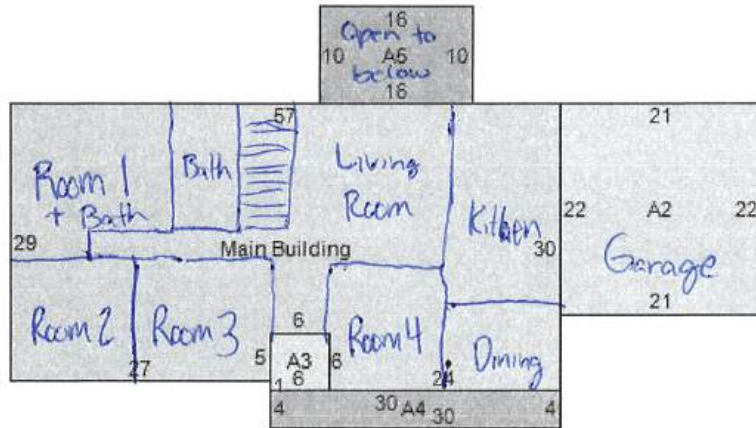 16
Open to
10 A5 10
below
16
57
21
Bath
Living
Room 1
+ Bath
Room
Kitchen
22 A2 22
29
Main Building
30
Garage
21
6
Room 2
Room 3
Room 4
Dining
5
A3
6
27
1 6
24
4
30 A4 30
4